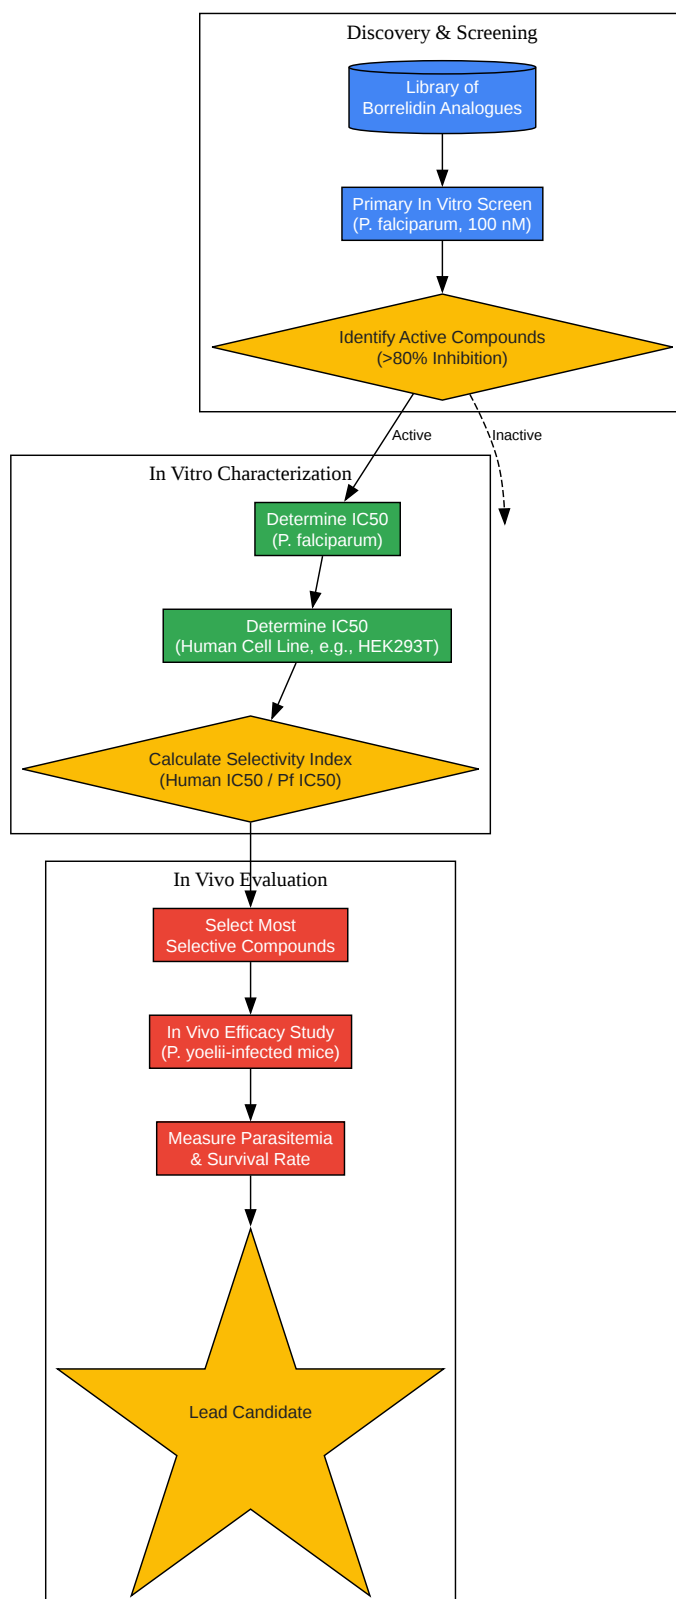 Discovery & Screening
Library of
Borrelidin Analogues
Primary In Vitro Screen
(P. falciparum, 100 nM)
Identify Active Compounds
(>80% Inhibition)
Active
Inactive
In Vitro Characterization
Determine IC50
(P. falciparum)
Determine IC50
(Human Cell Line, e.g., HEK293T)
Calculate Selectivity Index
(Human IC50 / Pf IC50)
In Vivo Evaluation
Select Most
Selective Compounds
In Vivo Efficacy Study
(P. yoelii-infected mice)
Measure Parasitemia
& Survival Rate
Lead Candidate